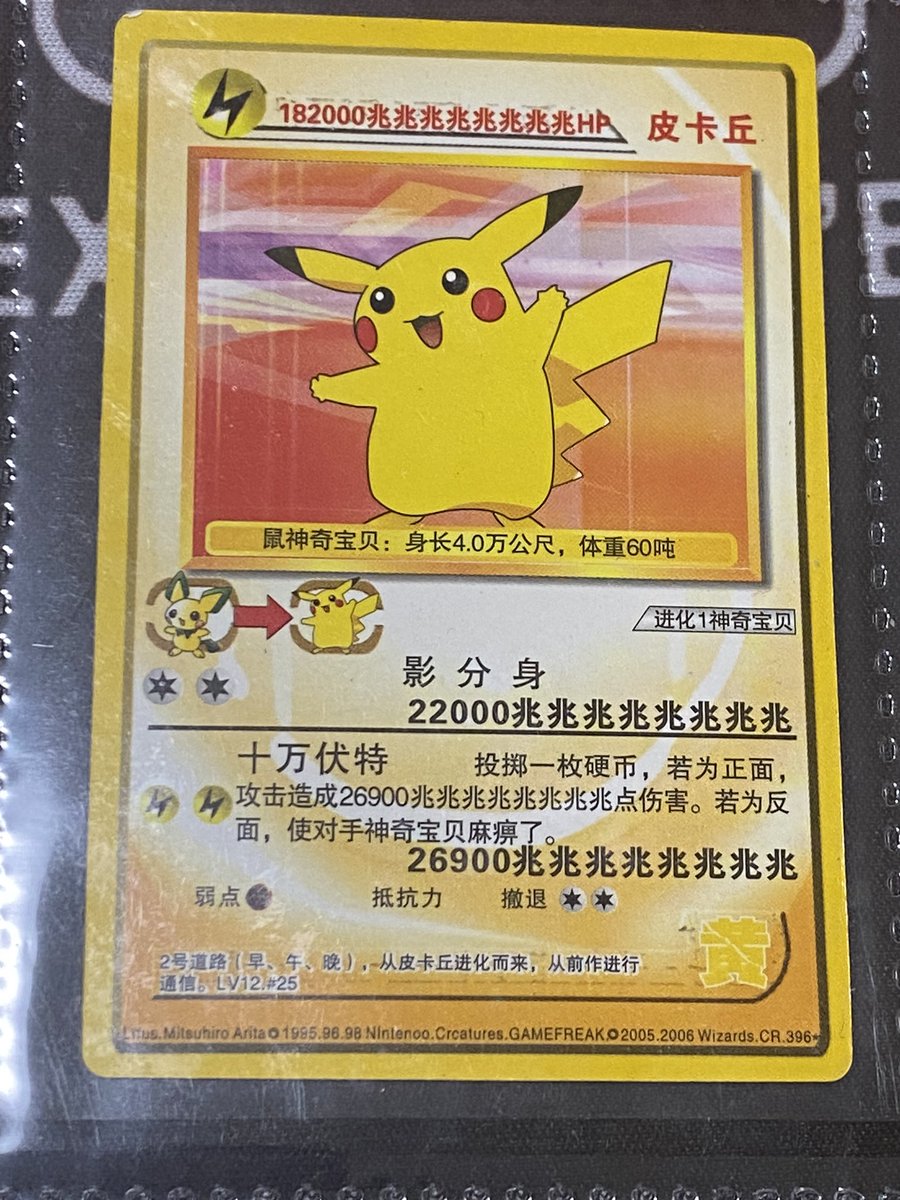 182000兆兆兆兆兆兆兆兆HP 皮卡丘
鼠神奇宝贝：身长4.0万公尺，体重60吨
进化1神奇宝贝
影分身
22000兆兆兆兆兆兆兆兆
十万伏特 投掷一枚硬币，若为正面，
攻击造成26900兆兆兆兆兆兆兆兆点伤害。若为反
面，使对手神奇宝贝麻痹了。
26900兆兆兆兆兆兆兆兆
弱点 抵抗力 撤退
黄
2号道路（早、午、晚），从皮卡丘进化而来，从前作进行
通信。LV12.#25
Mitsuhiro Arita©1995.96.98 NIntenoo.Crcatures.GAMEFREAK©2005.2006 Wizards.CR.396★